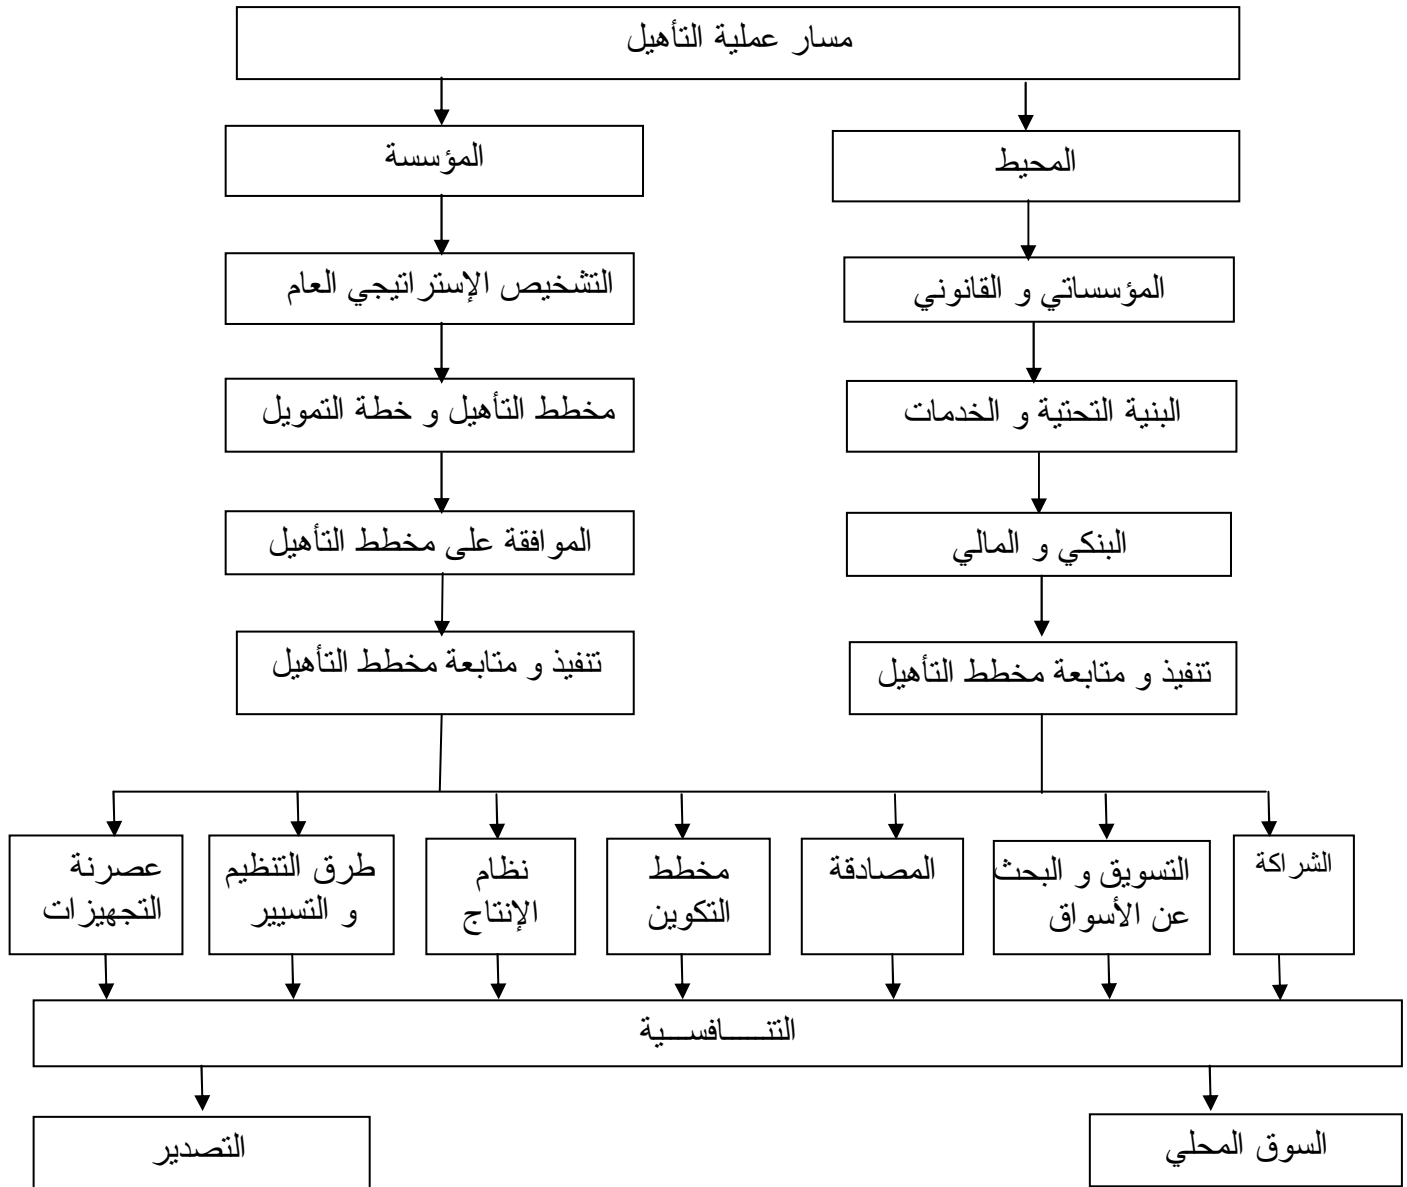 مسار عملية التأهيل
المحيط
المؤسسة
المؤسساتي و القانوني
التشخيص الإستراتيجي العام
البنية التحتية و الخدمات
مخطط التأهيل و خطة التمويل
البنكي و المالي
الموافقة على مخطط التأهيل
تنفيذ و متابعة مخطط التأهيل
تنفيذ و متابعة مخطط التأهيل
الشراكة
التسويق و البحث
عن الأسواق
المصادقة
مخطط
التكوين
نظام
الإنتاج
طرق التنظيم
و التسيير
عصرنة
التجهيزات
التنـــافســـية
السوق المحلي
التصدير